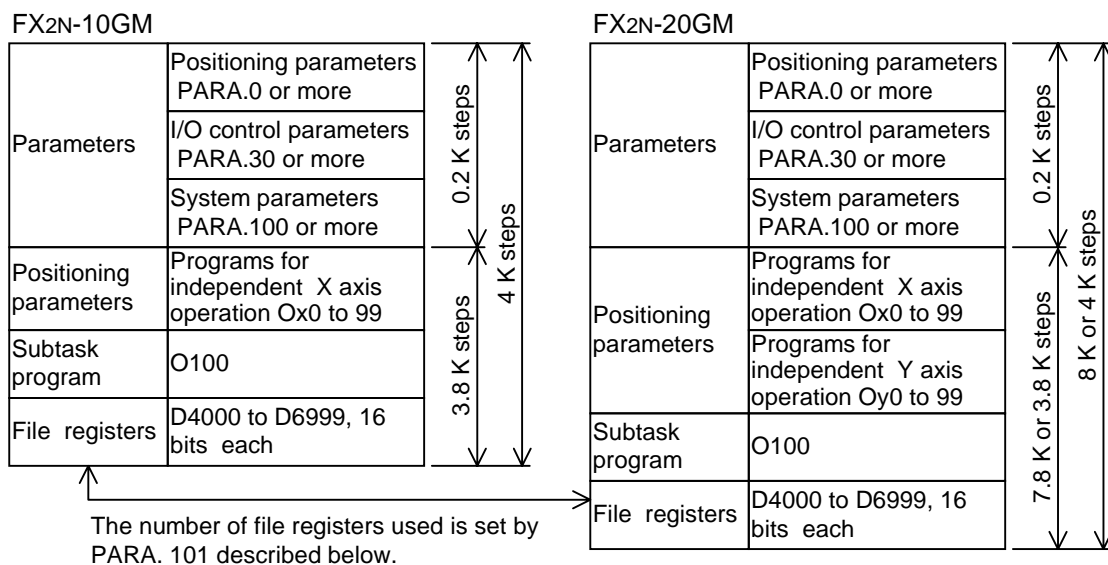 FX2N-10GM
Parameters
Positioning parameters
PARA.0 or more
I/O control parameters
PARA.30 or more
System parameters
PARA.100 or more
0.2 K steps
4 K steps
Positioning
parameters
Programs for
independent X axis
operation Ox0 to 99
Subtask
program
O100
File registers
D4000 to D6999, 16
bits each
3.8 K steps
The number of file registers used is set by
PARA. 101 described below.
FX2N-20GM
Parameters
Positioning parameters
PARA.0 or more
I/O control parameters
PARA.30 or more
System parameters
PARA.100 or more
0.2 K steps
8 K or 4 K steps
Positioning
parameters
Programs for
independent X axis
operation Ox0 to 99
Programs for
independent Y axis
operation Oy0 to 99
Subtask
program
O100
File registers
D4000 to D6999, 16
bits each
7.8 K or 3.8 K steps